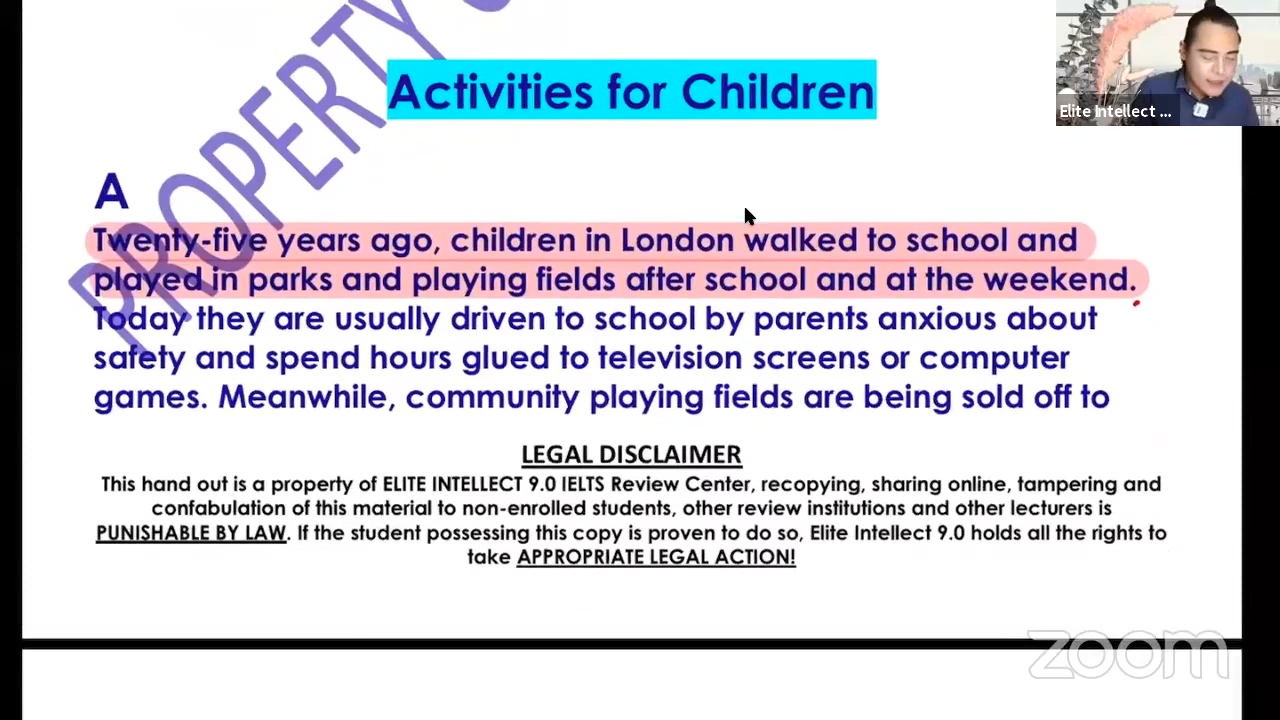 PROPERTY
Activities for Children
Elite Intellect ...
A
Twenty-five years ago, children in London walked to school and
played in parks and playing fields after school and at the weekend.
Today they are usually driven to school by parents anxious about
safety and spend hours glued to television screens or computer
games. Meanwhile, community playing fields are being sold off to
LEGAL DISCLAIMER
This hand out is a property of ELITE INTELLECT 9.0 IELTS Review Center, recopying, sharing online, tampering and
confabulation of this material to non-enrolled students, other review institutions and other lecturers is
PUNISHABLE BY LAW. If the student possessing this copy is proven to do so, Elite Intellect 9.0 holds all the rights to
take APPROPRIATE LEGAL ACTION!
zoom